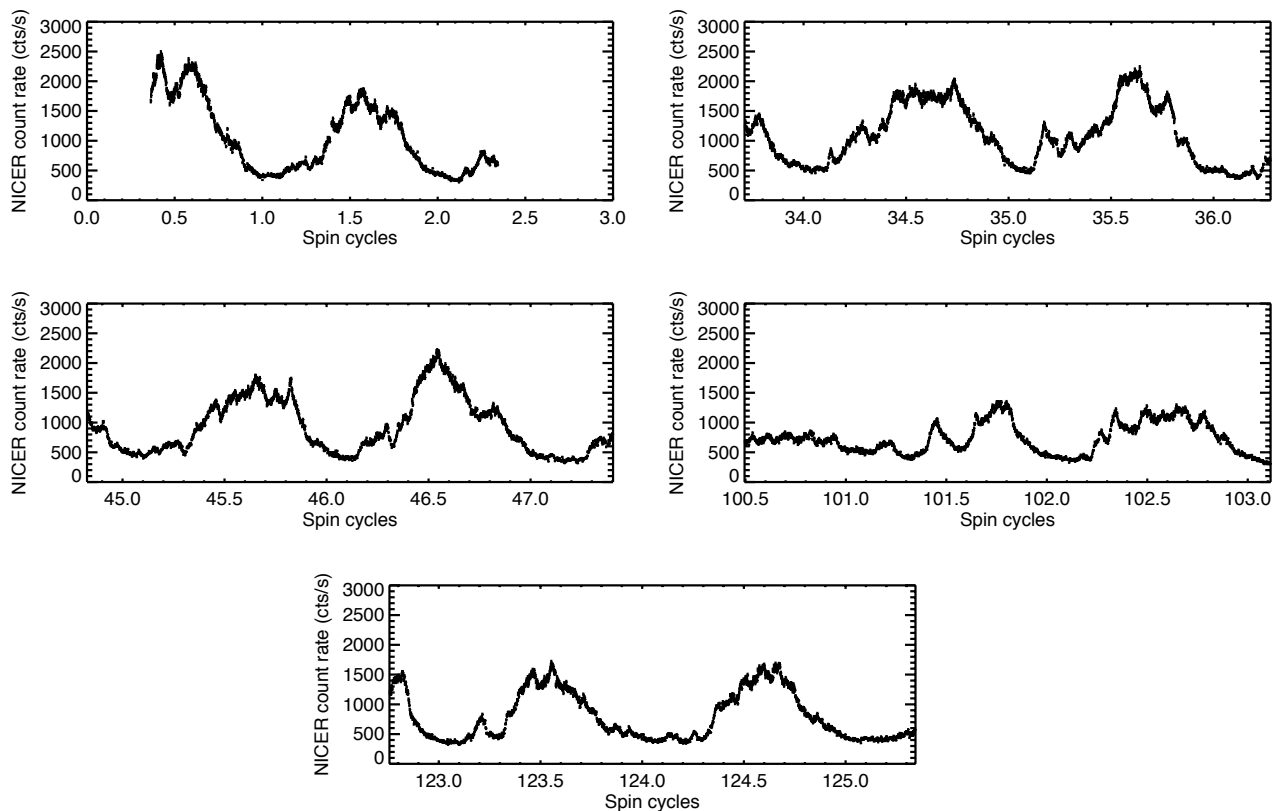 3000
2500
2000
1500
1000
500
0
NICER count rate (cts/s)
0.0 0.5 1.0 1.5 2.0 2.5 3.0
Spin cycles
3000
2500
2000
1500
1000
500
0
NICER count rate (cts/s)
34.0 34.5 35.0 35.5 36.0
Spin cycles
3000
2500
2000
1500
1000
500
0
NICER count rate (cts/s)
45.0 45.5 46.0 46.5 47.0
Spin cycles
3000
2500
2000
1500
1000
500
0
NICER count rate (cts/s)
100.5 101.0 101.5 102.0 102.5 103.0
Spin cycles
3000
2500
2000
1500
1000
500
0
NICER count rate (cts/s)
123.0 123.5 124.0 124.5 125.0
Spin cycles